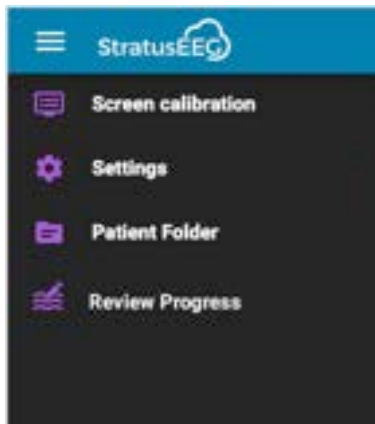 StratusEEG
Screen calibration
Settings
Patient Folder
Review Progress